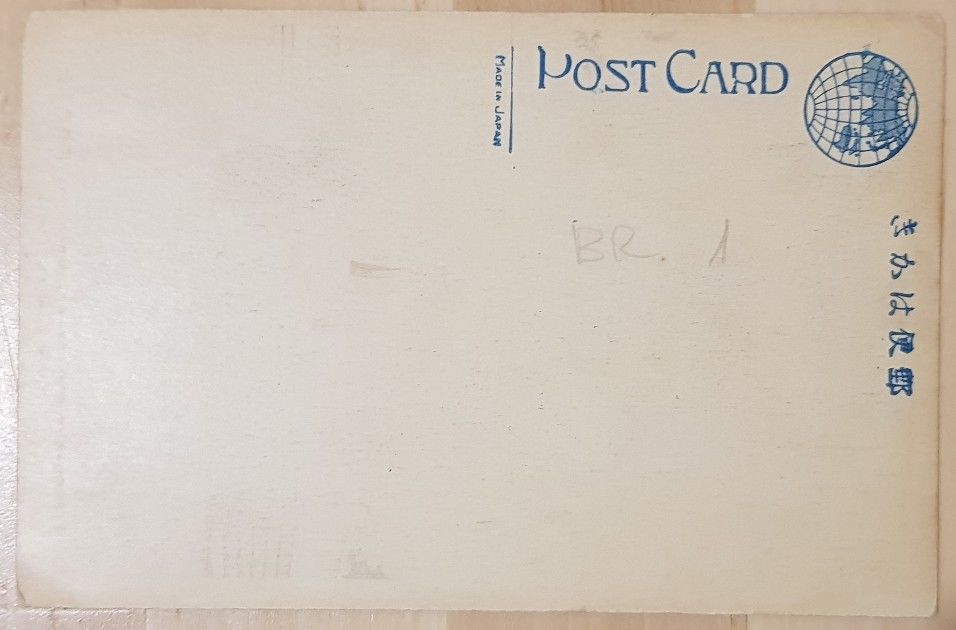 POST CARD
MADE IN JAPAN
BR. 1
郵便はかき